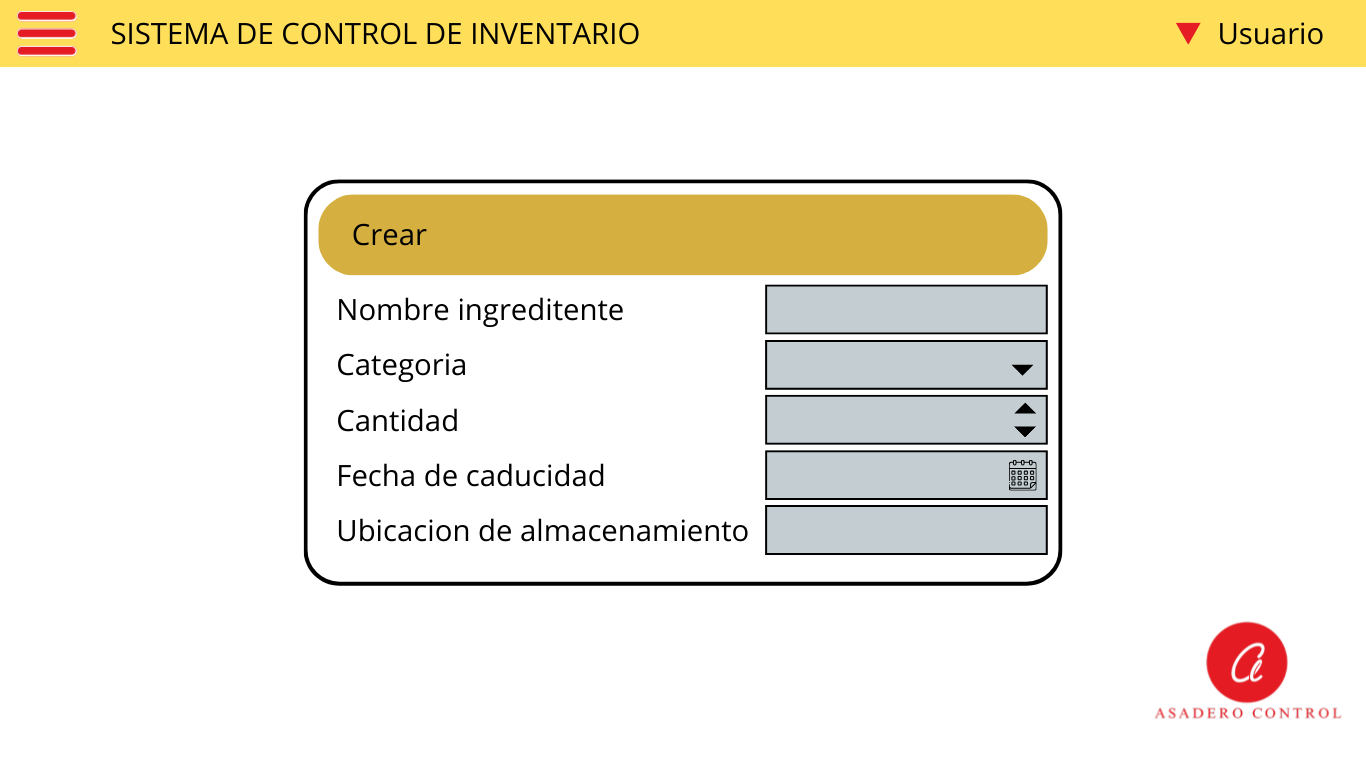 SISTEMA DE CONTROL DE INVENTARIO
Usuario
Crear
Nombre ingreditente
Categoria
Cantidad
Fecha de caducidad
Ubicacion de almacenamiento
ASADERO CONTROL